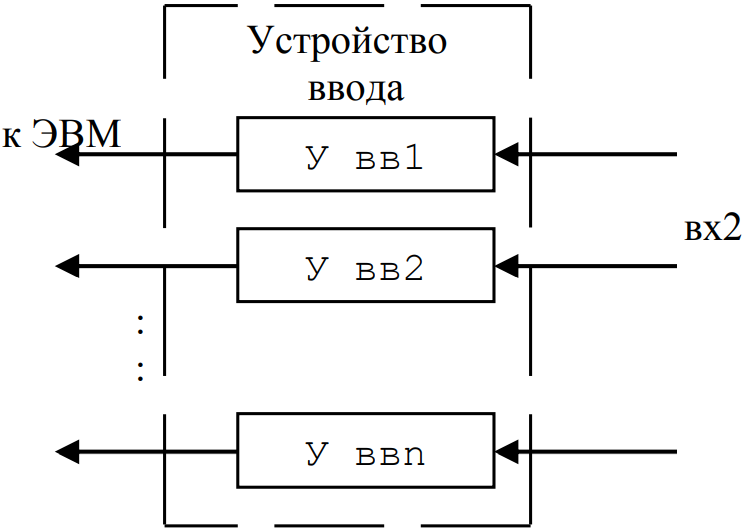 Устройство
ввода
к ЭВМ
У вв1
вх2
У вв2
:
:
У ввn